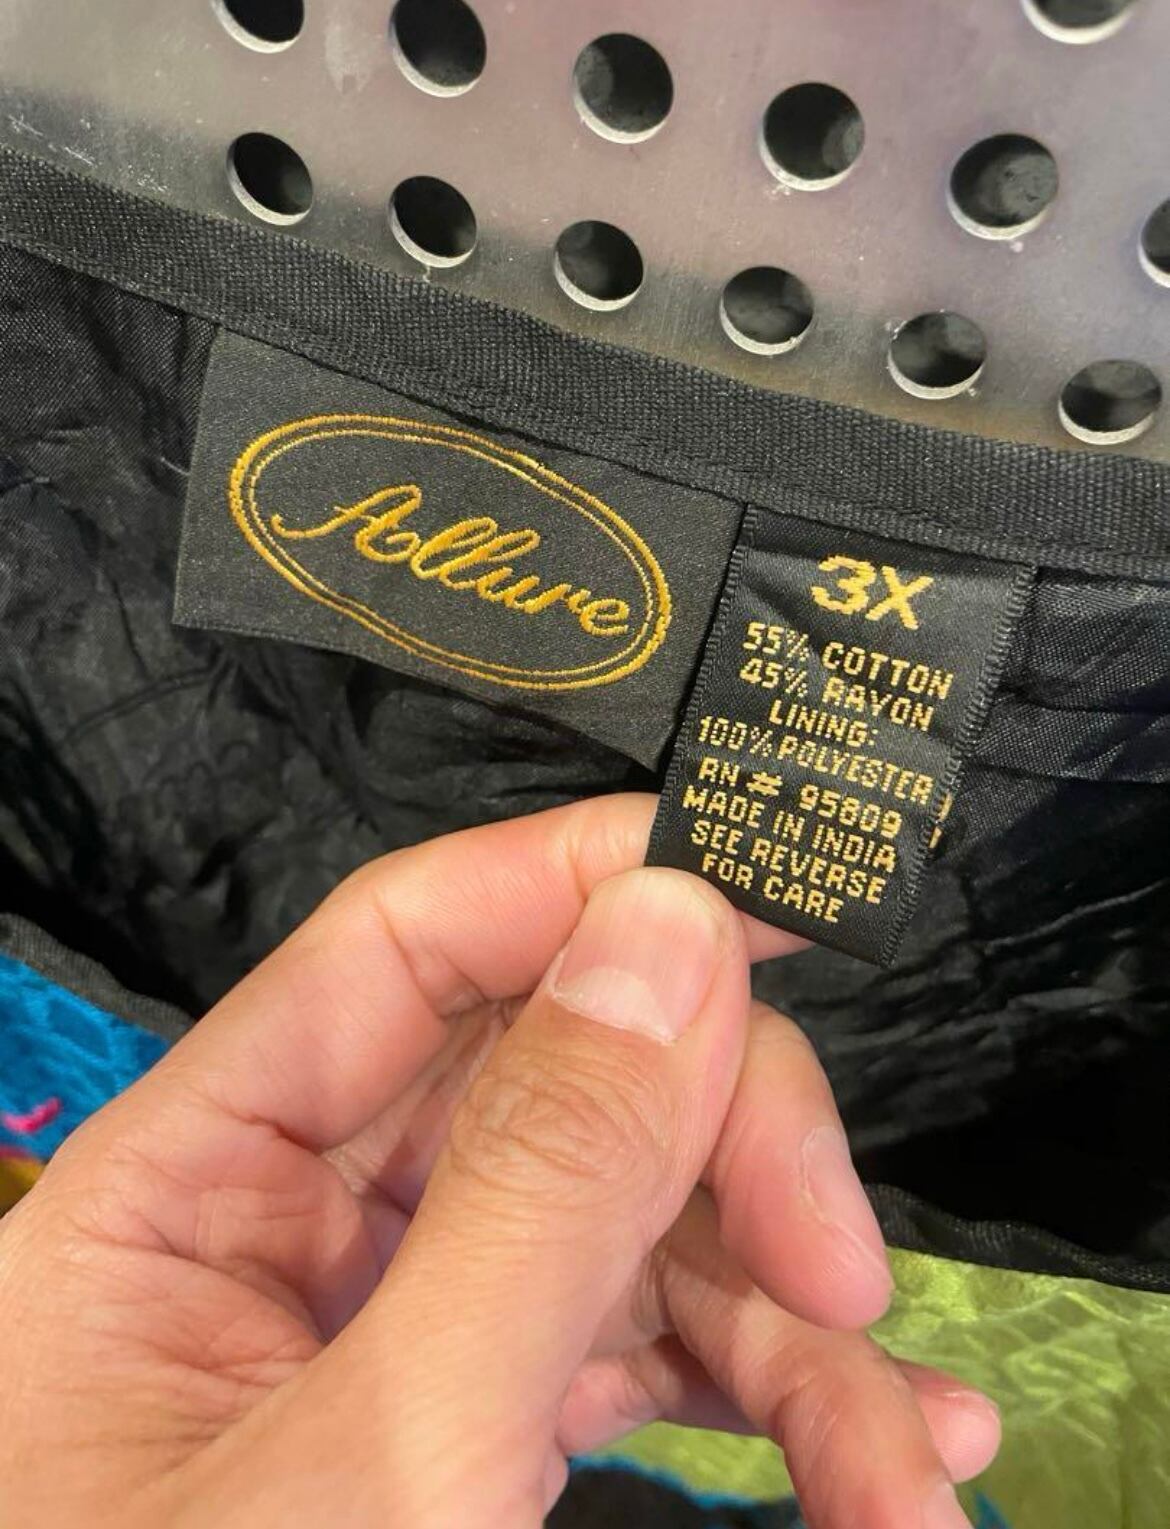 Allure
3X
55% COTTON
45% RAYON
LINING:
100% POLYESTER
RN # 95809
MADE IN INDIA
SEE REVERSE
FOR CARE